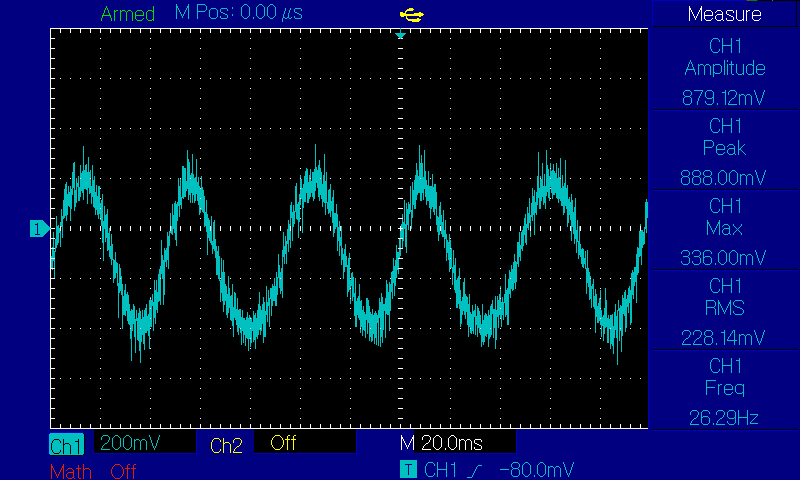 Armed M Pos: 0.00 µs
Measure
CH1
Amplitude
879.12mV
CH1
Peak
888.00mV
CH1
Max
336.00mV
CH1
RMS
228.14mV
CH1
Freq
26.29Hz
1
Ch1 200mV Ch2 Off M 20.0ms
Math Off T CH1 -80.0mV